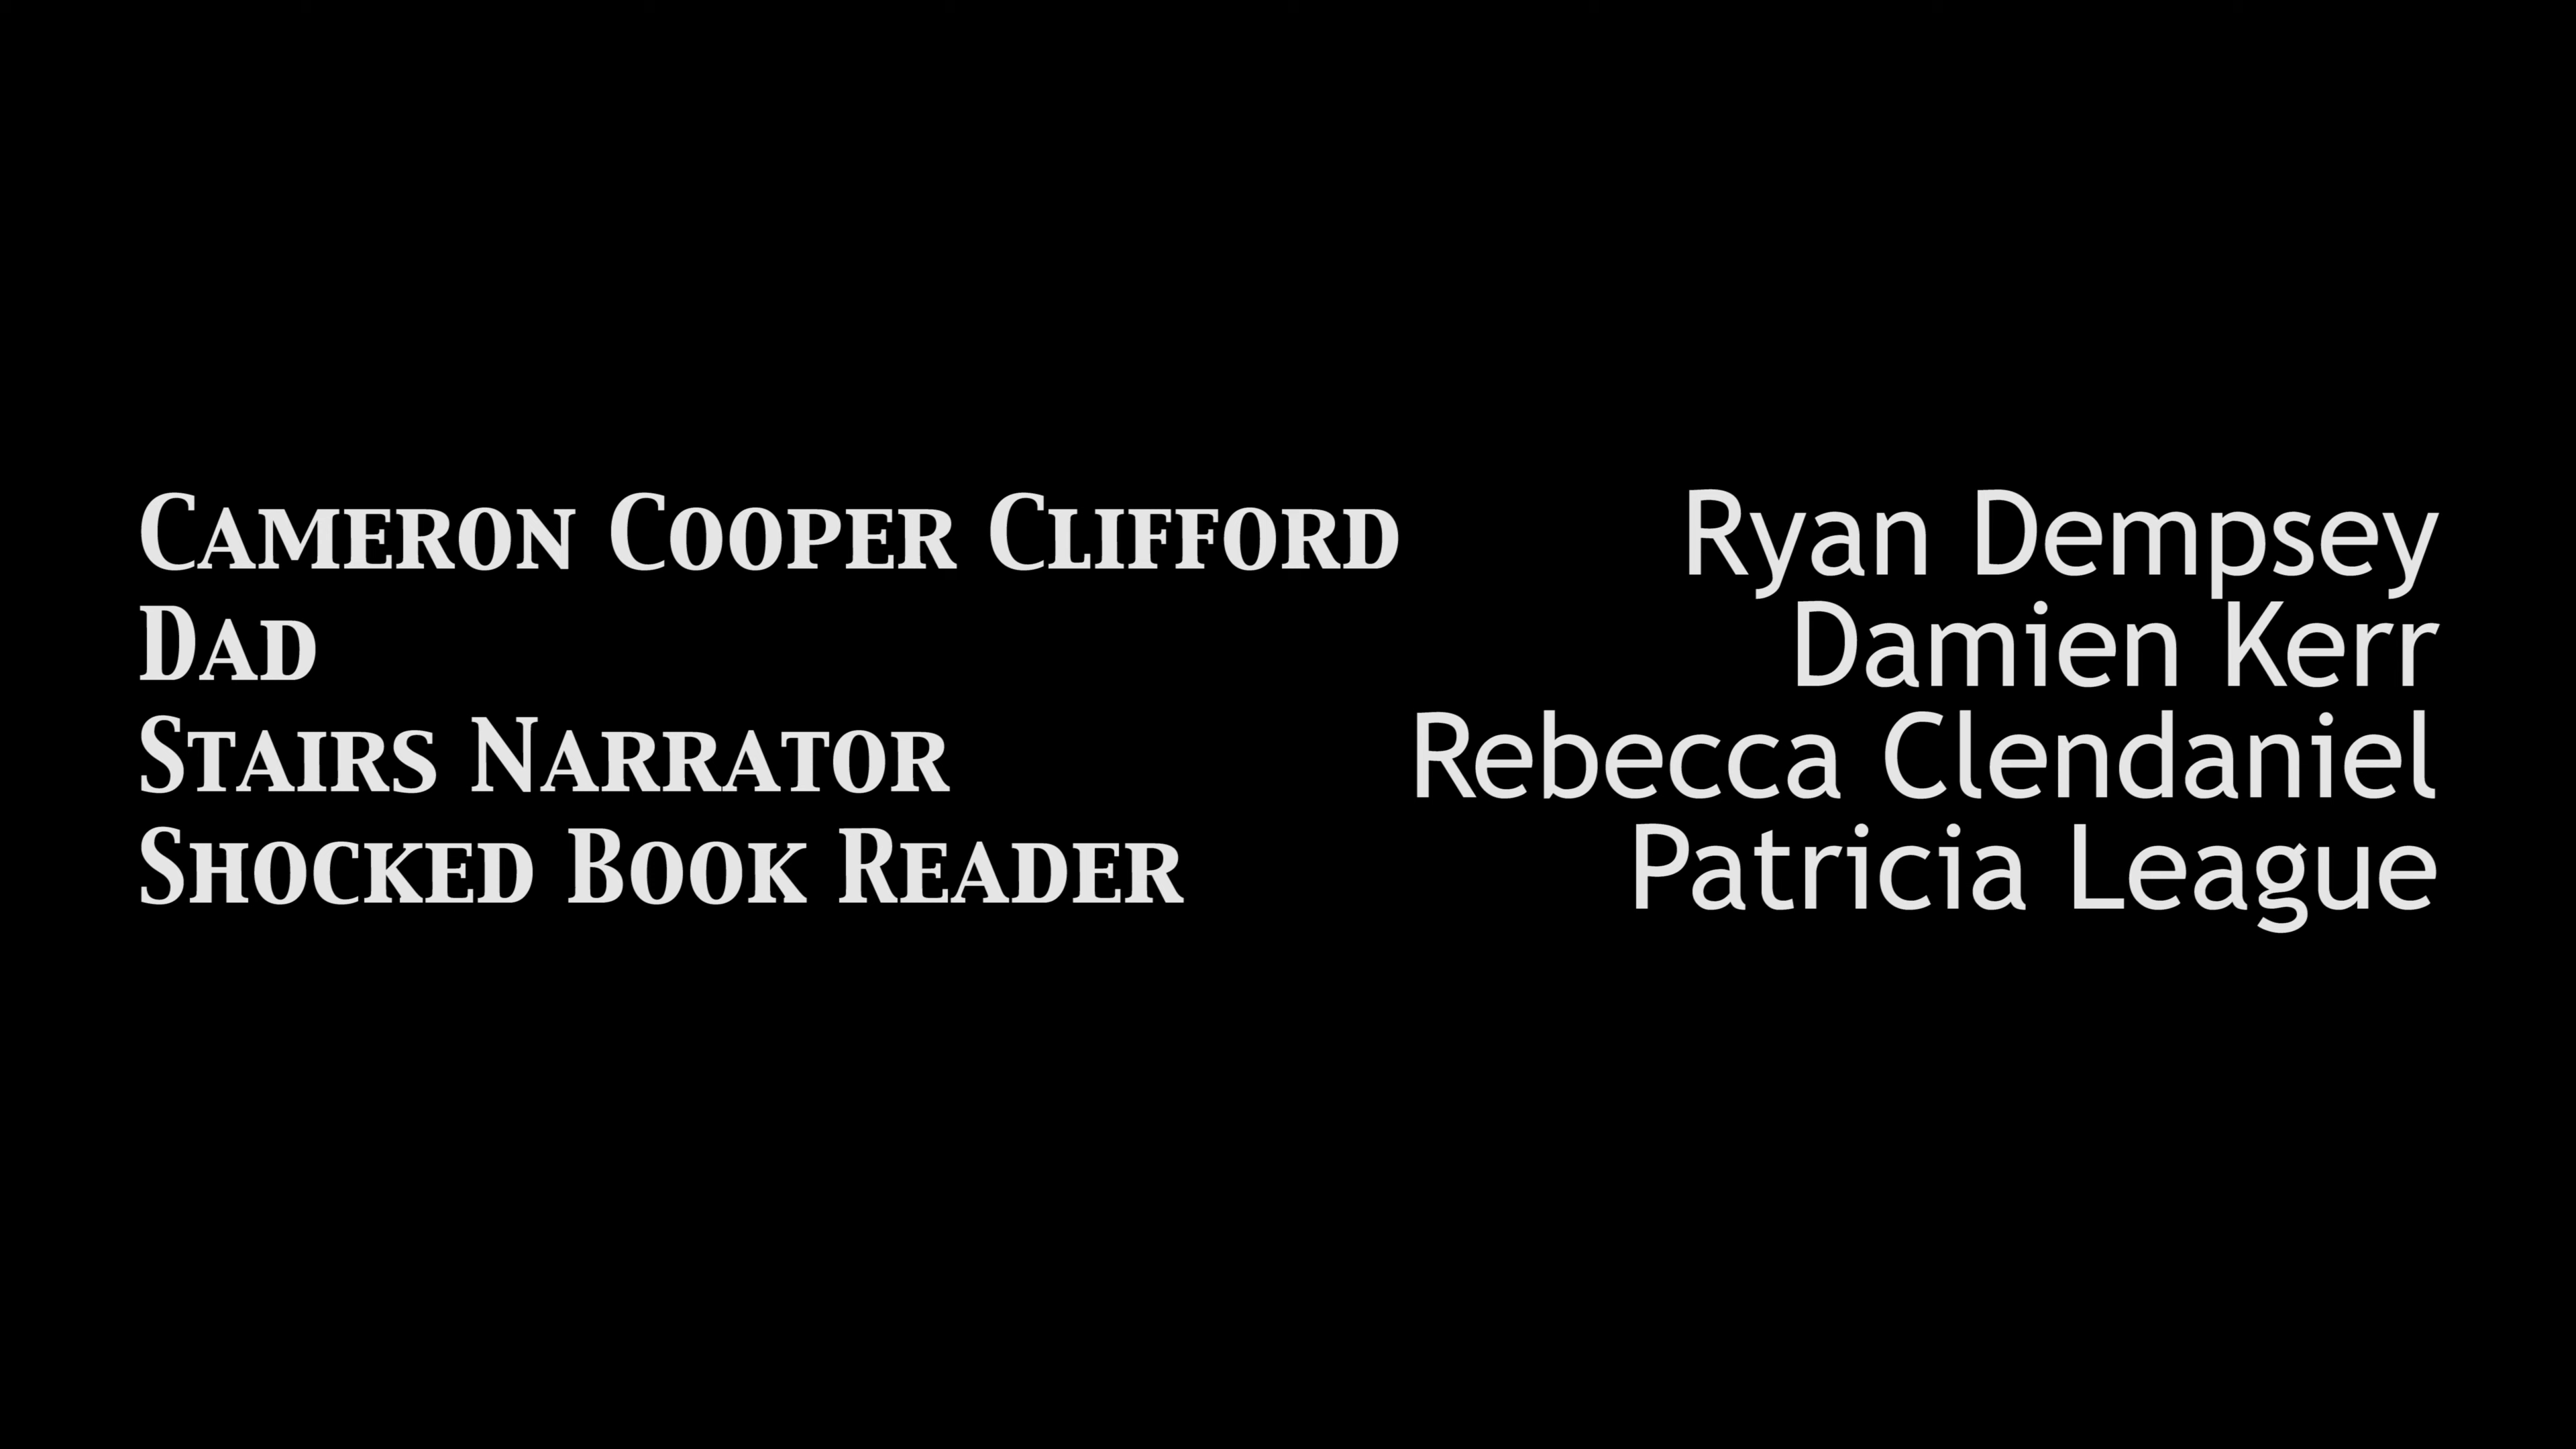 Cameron Cooper Clifford Ryan Dempsey
Dad Damien Kerr
Stairs Narrator Rebecca Clendaniel
Shocked Book Reader Patricia League